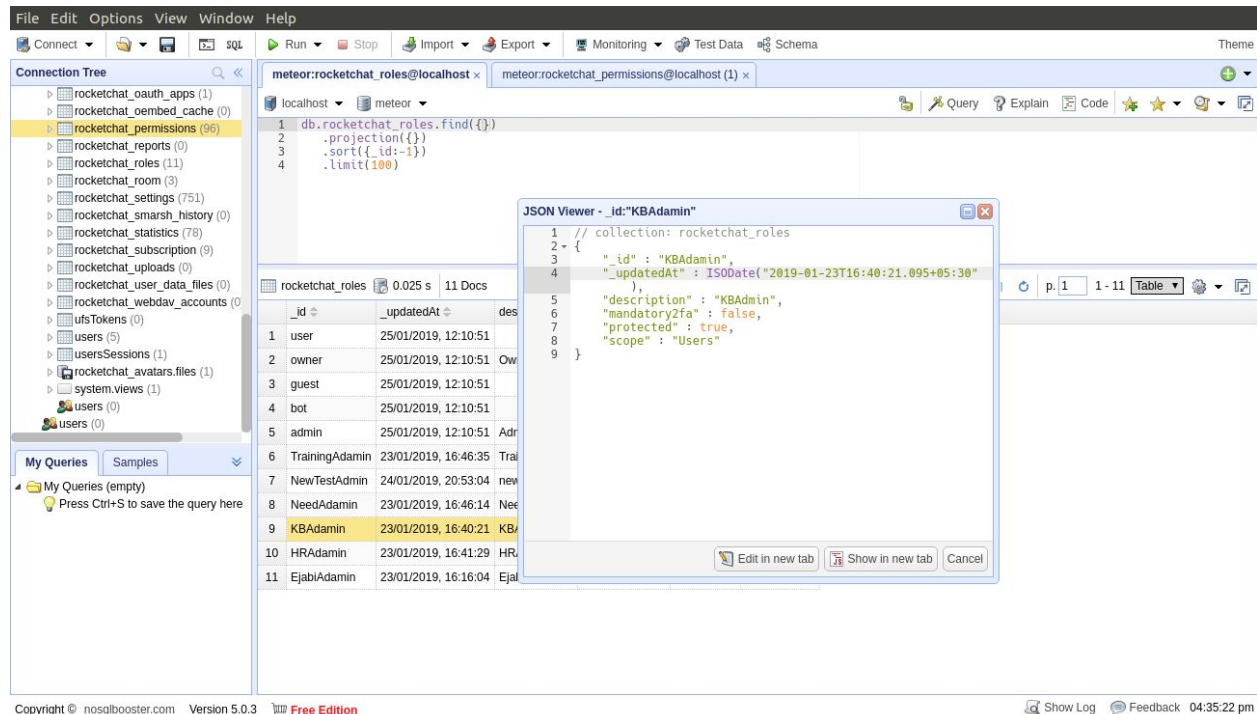 File Edit Options View Window Help
Connect SQL Run Stop Import Export Monitoring Test Data Schema Theme
Connection Tree
rocketchat_oauth_apps (1)
rocketchat_oembed_cache (0)
rocketchat_permissions (96)
rocketchat_reports (0)
rocketchat_roles (11)
rocketchat_room (3)
rocketchat_settings (751)
rocketchat_smarsh_history (0)
rocketchat_statistics (78)
rocketchat_subscription (9)
rocketchat_uploads (0)
rocketchat_user_data_files (0)
rocketchat_webdav_accounts (0
ufsTokens (0)
users (5)
usersSessions (1)
rocketchat_avatars.files (1)
system.views (1)
users (0)
users (0)
My Queries Samples
My Queries (empty)
Press Ctrl+S to save the query here
meteor:rocketchat_roles@localhost × meteor:rocketchat_permissions@localhost (1) ×
localhost meteor Query Explain Code
1 db.rocketchat_roles.find({})
2 .projection({})
3 .sort({_id:-1})
4 .limit(100)
rocketchat_roles 0.025 s 11 Docs p. 1 1 - 11 Table
_id _updatedAt des
1 user 25/01/2019, 12:10:51
2 owner 25/01/2019, 12:10:51 Ow
3 guest 25/01/2019, 12:10:51
4 bot 25/01/2019, 12:10:51
5 admin 25/01/2019, 12:10:51 Adr
6 TrainingAdamin 23/01/2019, 16:46:35 Trai
7 NewTestAdmin 24/01/2019, 20:53:04 new
8 NeedAdamin 23/01/2019, 16:46:14 Nee
9 KBAdamin 23/01/2019, 16:40:21 KBA
10 HRAdamin 23/01/2019, 16:41:29 HRA
11 EjabiAdamin 23/01/2019, 16:16:04 Ejal
JSON Viewer - _id:"KBAdamin"
1 // collection: rocketchat_roles
2 {
3 "_id" : "KBAdamin",
4 "_updatedAt" : ISODate("2019-01-23T16:40:21.095+05:30"
),
5 "description" : "KBAdmin",
6 "mandatory2fa" : false,
7 "protected" : true,
8 "scope" : "Users"
9 }
Edit in new tab Show in new tab Cancel
Copyright © nosqlbooster.com Version 5.0.3 Free Edition Show Log Feedback 04:35:22 pm